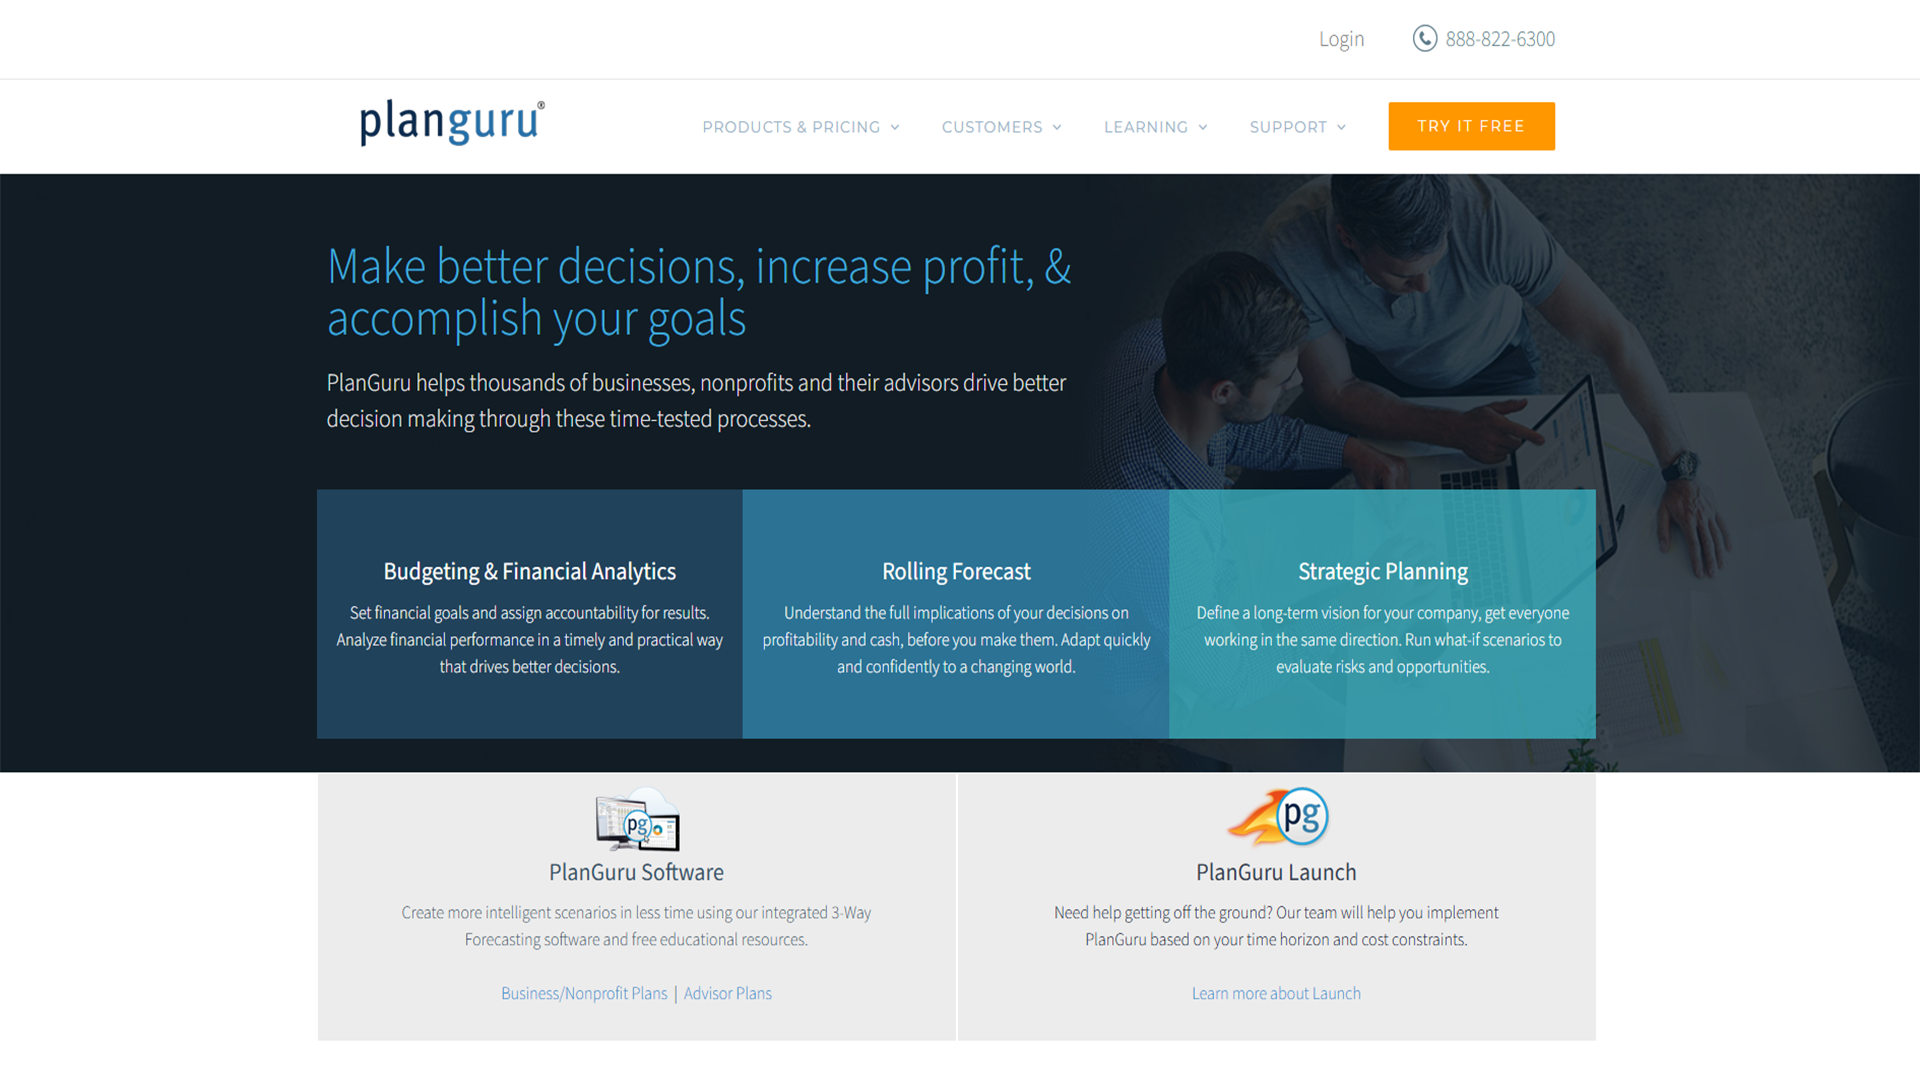 Login
888-822-6300
planguru®
PRODUCTS & PRICING
CUSTOMERS
LEARNING
SUPPORT
TRY IT FREE
Make better decisions, increase profit, &
accomplish your goals
PlanGuru helps thousands of businesses, nonprofits and their advisors drive better
decision making through these time-tested processes.
Budgeting & Financial Analytics
Set financial goals and assign accountability for results.
Analyze financial performance in a timely and practical way
that drives better decisions.
Rolling Forecast
Understand the full implications of your decisions on
profitability and cash, before you make them. Adapt quickly
and confidently to a changing world.
Strategic Planning
Define a long-term vision for your company, get everyone
working in the same direction. Run what-if scenarios to
evaluate risks and opportunities.
pg
PlanGuru Software
Create more intelligent scenarios in less time using our integrated 3-Way
Forecasting software and free educational resources.
Business/Nonprofit Plans | Advisor Plans
pg
PlanGuru Launch
Need help getting off the ground? Our team will help you implement
PlanGuru based on your time horizon and cost constraints.
Learn more about Launch